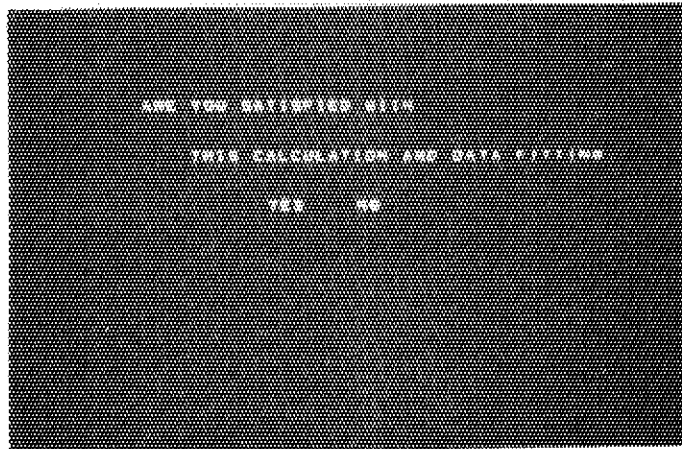 ARE YOU SATISFIED WITH
THIS CALCULATION AND DATA FITTING
YES NO